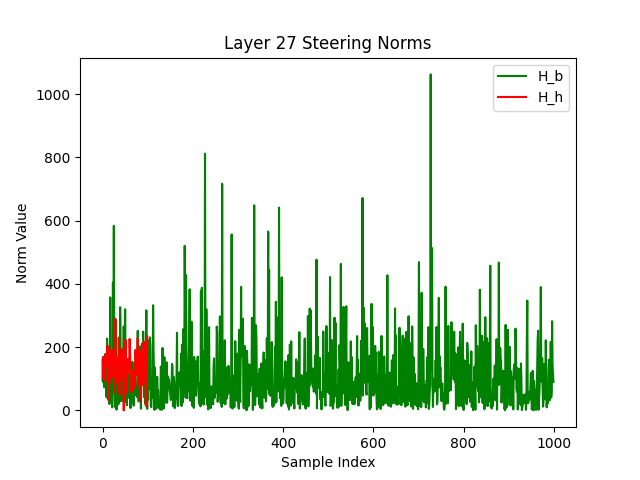 Layer 27 Steering Norms
H_b
H_h
Norm Value
1000
800
600
400
200
0
0 200 400 600 800 1000
Sample Index